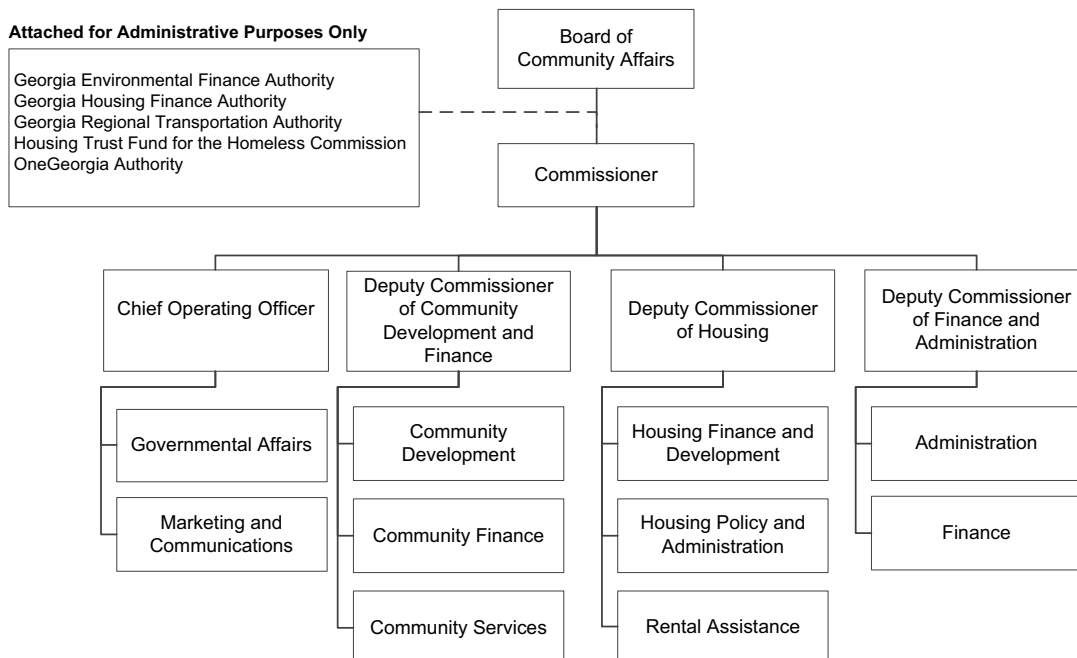 Attached for Administrative Purposes Only
Georgia Environmental Finance Authority
Georgia Housing Finance Authority
Georgia Regional Transportation Authority
Housing Trust Fund for the Homeless Commission
OneGeorgia Authority
Board of
Community Affairs
Commissioner
Chief Operating Officer
Governmental Affairs
Marketing and
Communications
Deputy Commissioner
of Community
Development and
Finance
Community
Development
Community Finance
Community Services
Deputy Commissioner
of Housing
Housing Finance and
Development
Housing Policy and
Administration
Rental Assistance
Deputy Commissioner
of Finance and
Administration
Administration
Finance